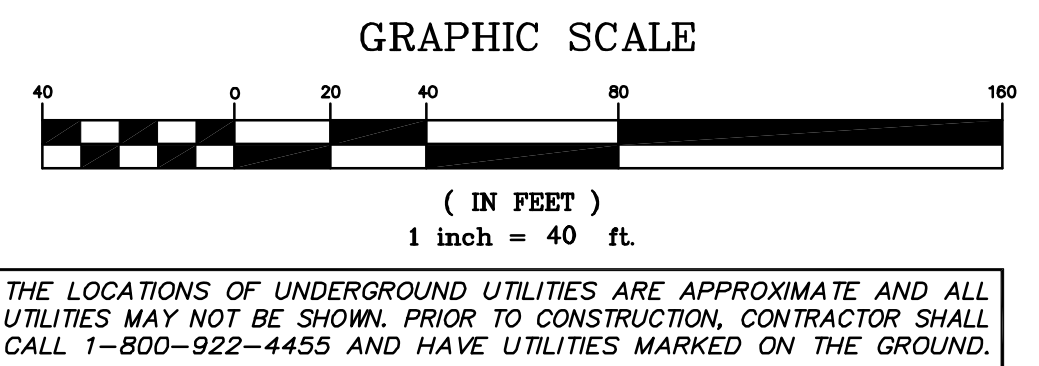 GRAPHIC SCALE
40 0 20 40 80 160
( IN FEET )
1 inch = 40 ft.
THE LOCATIONS OF UNDERGROUND UTILITIES ARE APPROXIMATE AND ALL
UTILITIES MAY NOT BE SHOWN. PRIOR TO CONSTRUCTION, CONTRACTOR SHALL
CALL 1-800-922-4455 AND HAVE UTILITIES MARKED ON THE GROUND.